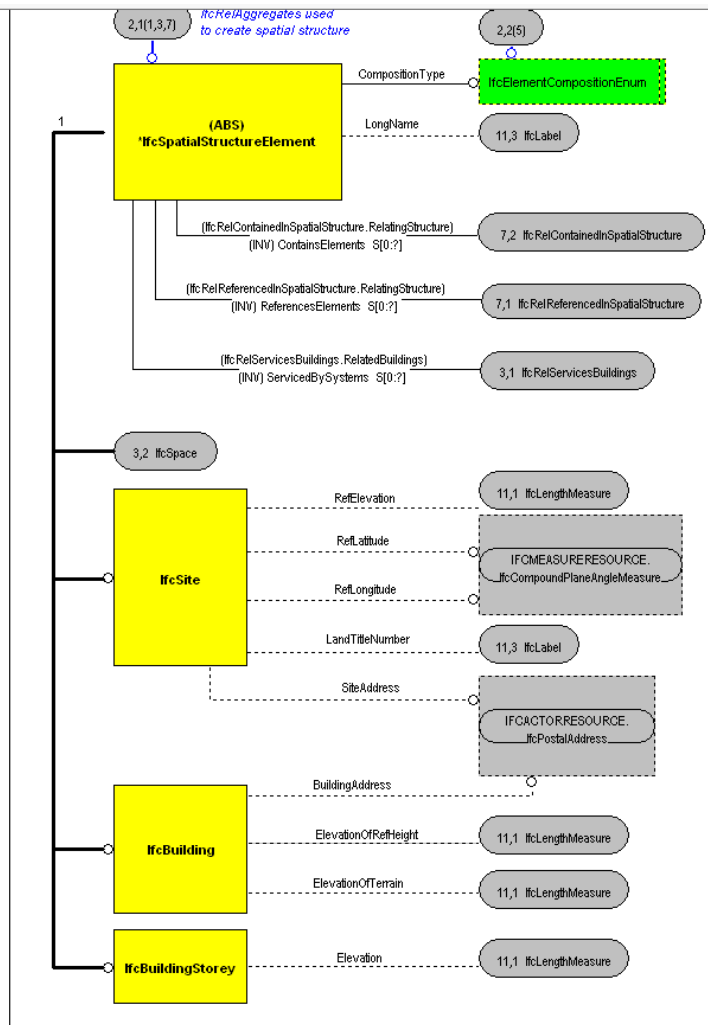 2,1(1,3,7)
IfcRelAggregates used
to create spatial structure
2,2(5)
CompositionType
IfcElementCompositionEnum
1
(ABS)
*IfcSpatialStructureElement
LongName
11,3 IfcLabel
(IfcRelContainedInSpatialStructure.RelatingStructure)
(INV) ContainsElements S[0:?]
7,2 IfcRelContainedInSpatialStructure
(IfcRelReferencedInSpatialStructure.RelatingStructure)
(INV) ReferencesElements S[0:?]
7,1 IfcRelReferencedInSpatialStructure
(IfcRelServicesBuildings.RelatedBuildings)
(INV) ServicedBySystems S[0:?]
3,1 IfcRelServicesBuildings
3,2 IfcSpace
RefElevation
11,1 IfcLengthMeasure
RefLatitude
IFCMEASURERESOURCE.
IfcCompoundPlaneAngleMeasure
IfcSite
RefLongitude
LandTitleNumber
11,3 IfcLabel
SiteAddress
IFCACTORRESOURCE.
IfcPostalAddress
BuildingAddress
IfcBuilding
ElevationOfRefHeight
11,1 IfcLengthMeasure
ElevationOfTerrain
11,1 IfcLengthMeasure
IfcBuildingStorey
Elevation
11,1 IfcLengthMeasure